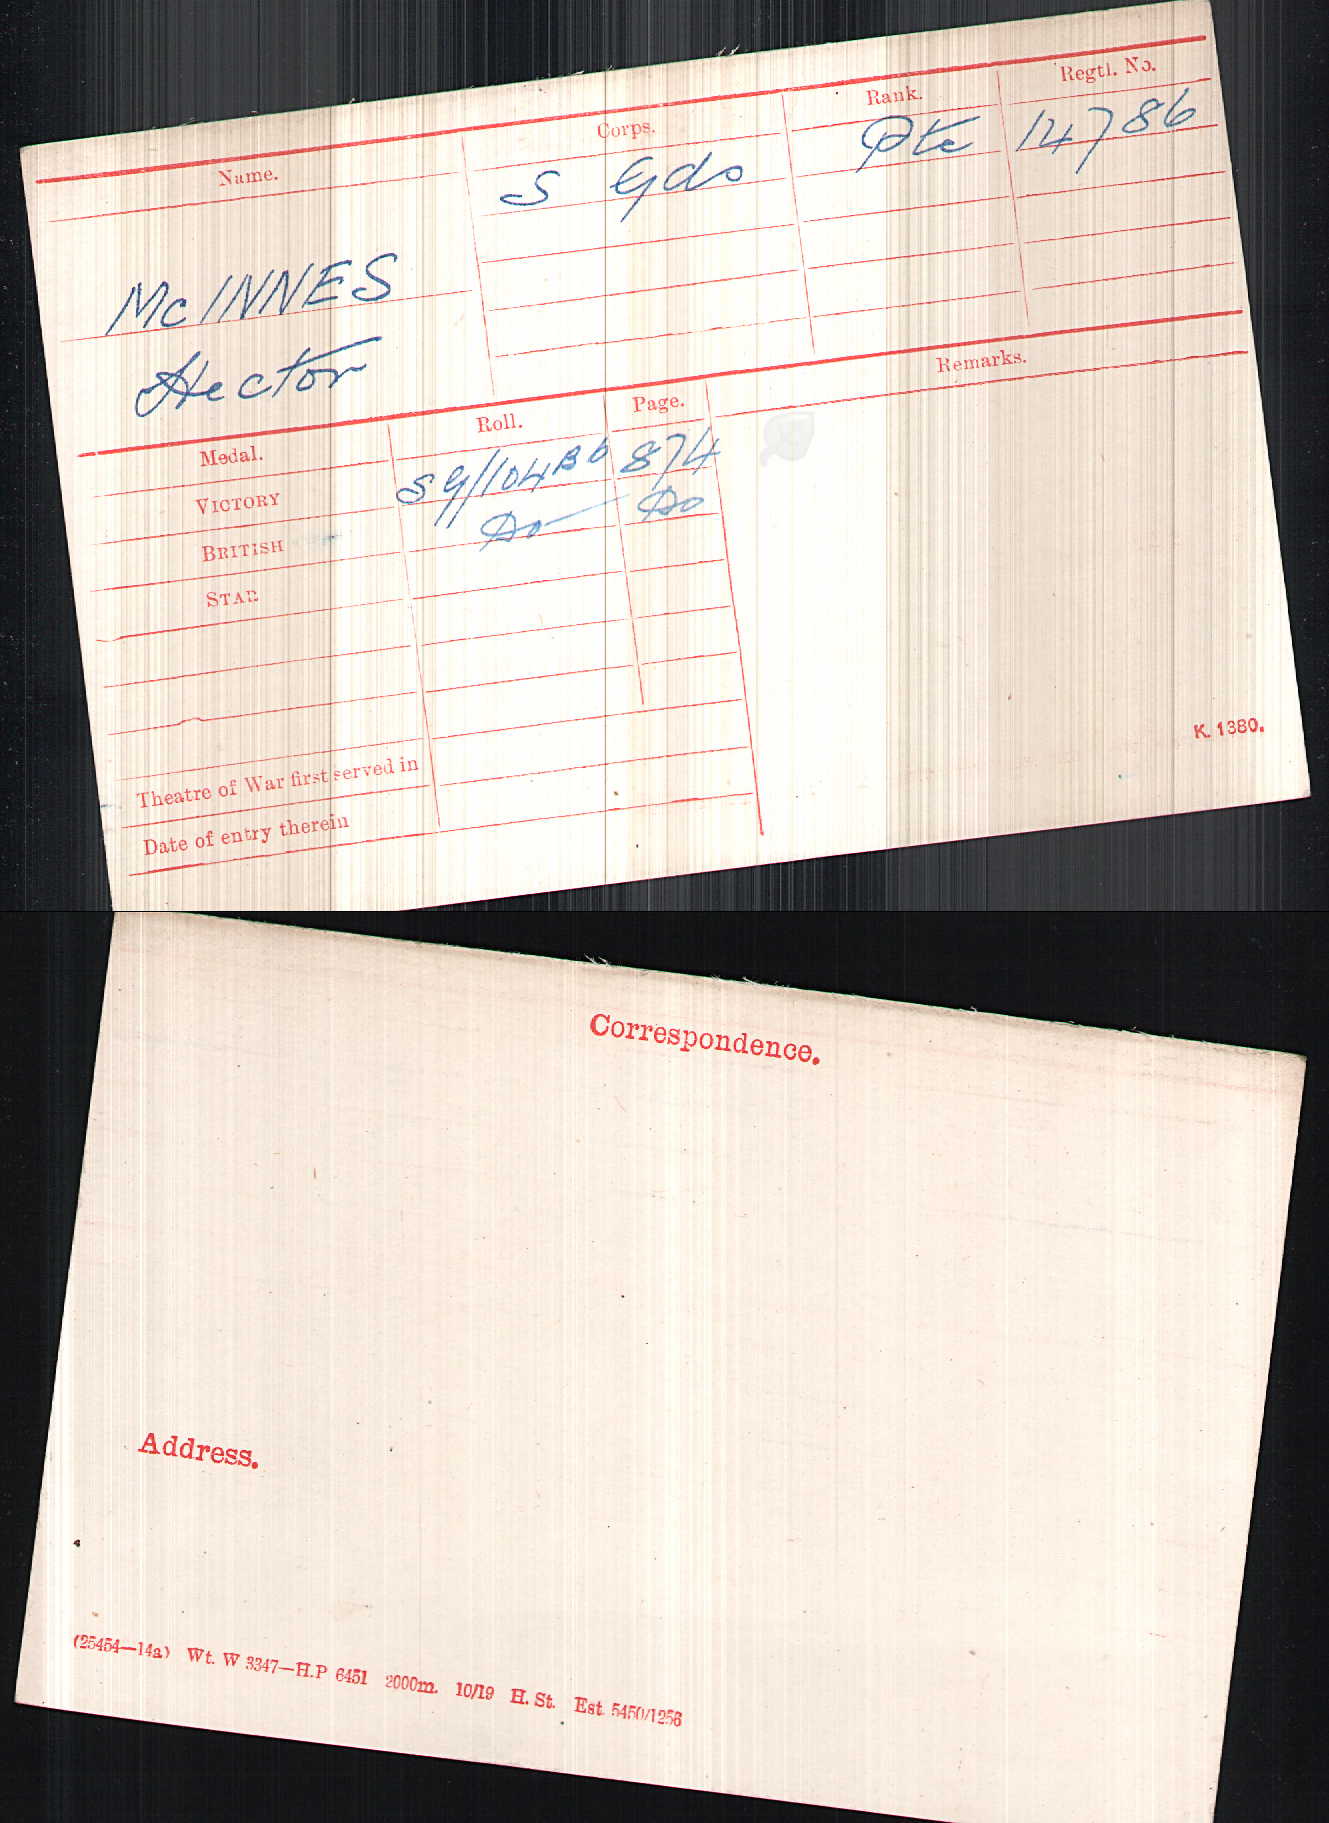 Name. Corps. Rank. Regtl. No.
S Gds Pte 14786
McINNES
Hector
Medal. Roll. Page. Remarks.
VICTORY SG/104B6 874
BRITISH Do Do
STAR
Theatre of War first served in
Date of entry therein
K. 1380.
Correspondence.
Address.
(25454—14a) Wt. W 3347—H.P 6451 2000m. 10/19 H. St. Est. 5450/1256